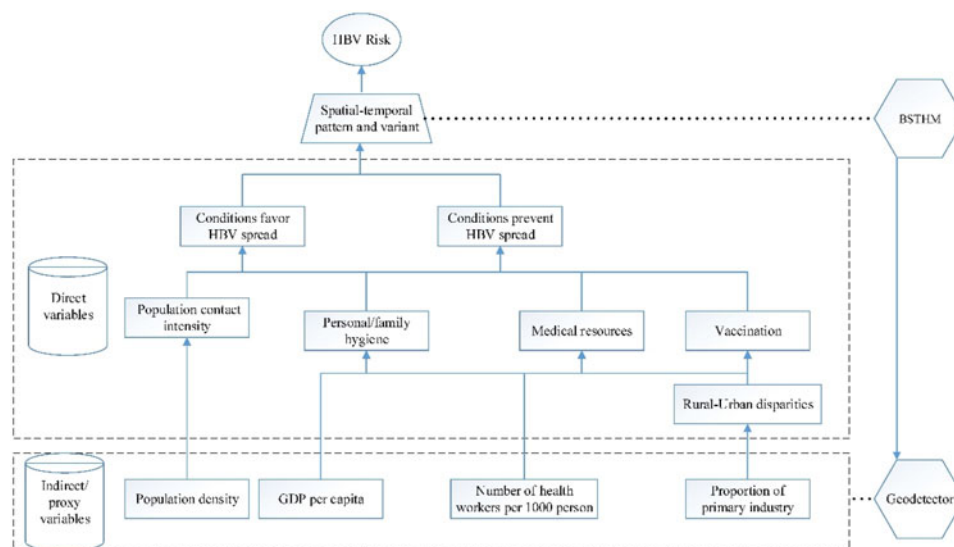 HBV Risk
Spatial-temporal
pattern and variant
BSTHM
Conditions favor
HBV spread
Conditions prevent
HBV spread
Direct
variables
Population contact
intensity
Personal/family
hygiene
Medical resources
Vaccination
Rural-Urban disparities
Indirect/
proxy
variables
Population density
GDP per capita
Number of health
workers per 1000 person
Proportion of
primary industry
Geodetector